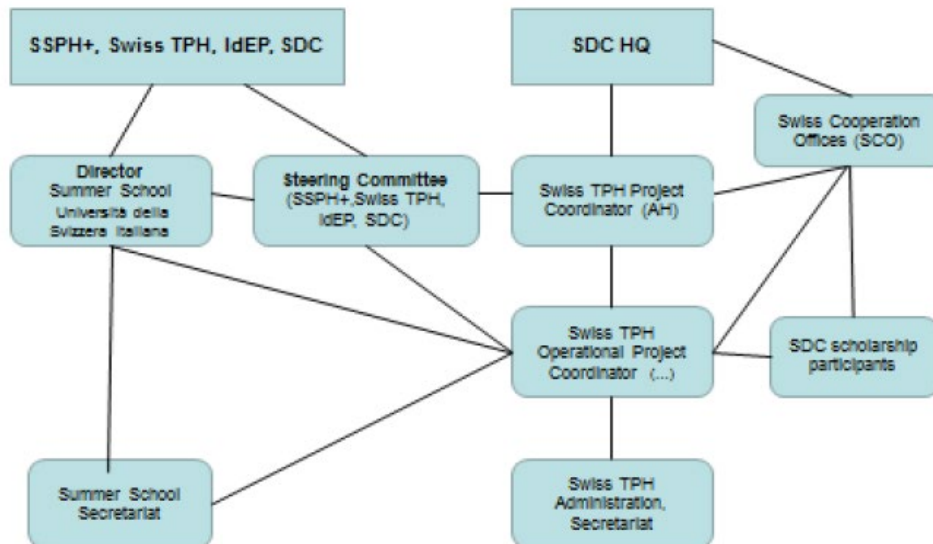 SSPH+, Swiss TPH, IdEP, SDC
SDC HQ
Swiss Cooperation
Offices (SCO)
Director
Summer School
Università della
Svizzera Italiana
Steering Committee
(SSPH+,Swiss TPH,
IdEP, SDC)
Swiss TPH Project
Coordinator (AH)
Swiss TPH
Operational Project
Coordinator (...)
SDC scholarship
participants
Summer School
Secretariat
Swiss TPH
Administration,
Secretariat